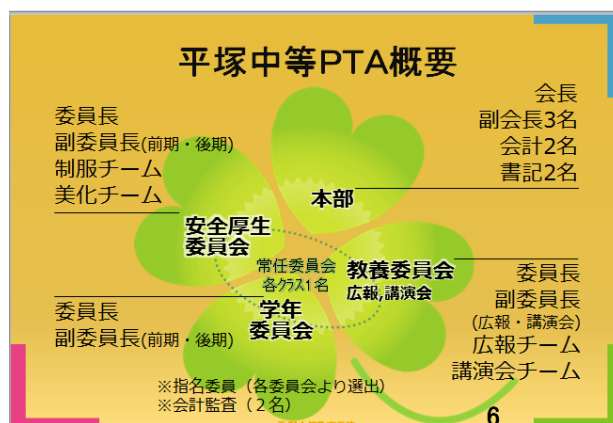 平塚中等PTA概要
委員長
副委員長(前期・後期)
制服チーム
美化チーム
会長
副会長3名
会計2名
書記2名
本部
安全厚生
委員会
常任委員会
各クラス1名
教養委員会
広報,講演会
学年
委員会
委員長
副委員長(前期・後期)
委員長
副委員長
(広報・講演会)
広報チーム
講演会チーム
※指名委員（各委員会より選出）
※会計監査（２名）
6